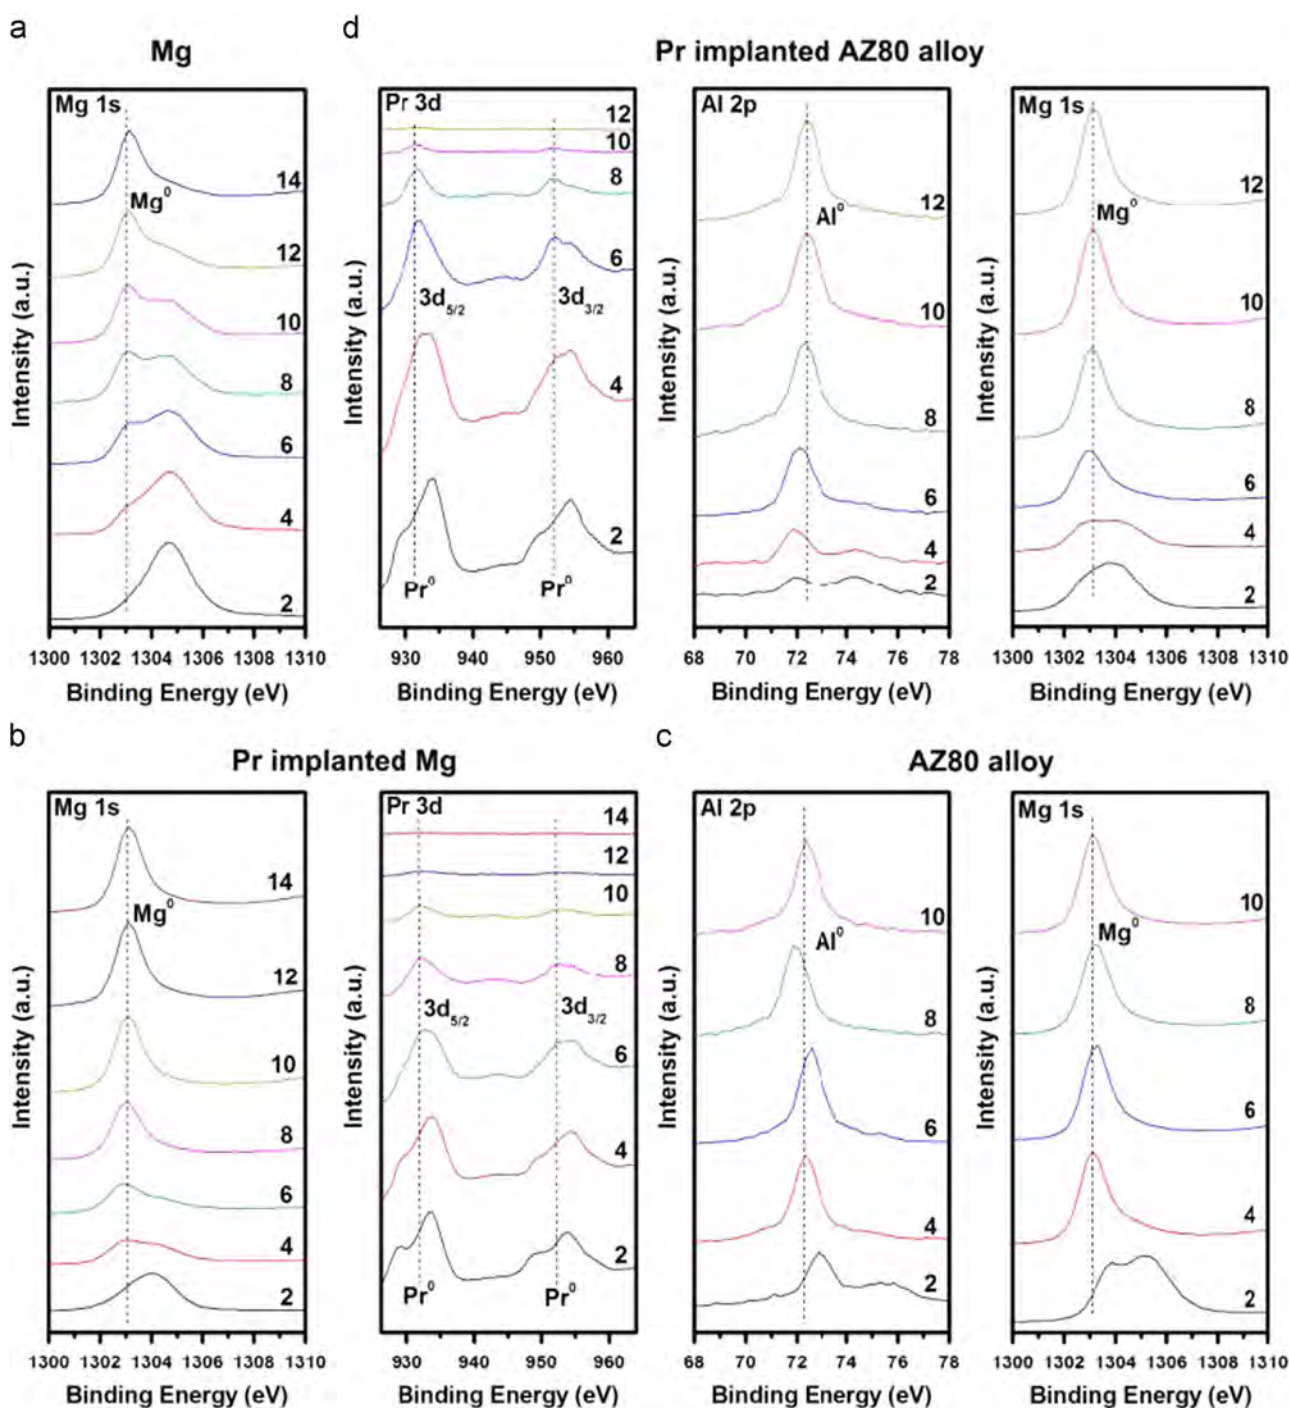 a
Mg
Mg 1s
Mg⁰
14
12
10
8
6
4
2
Intensity (a.u.)
1300 1302 1304 1306 1308 1310
Binding Energy (eV)
d
Pr implanted AZ80 alloy
Pr 3d
12
10
8
6
3d₅/₂
3d₃/₂
4
2
Pr⁰
Pr⁰
Intensity (a.u.)
930 940 950 960
Binding Energy (eV)
Al 2p
12
Al⁰
10
8
6
4
2
Intensity (a.u.)
68 70 72 74 76 78
Binding Energy (eV)
Mg 1s
12
Mg⁰
10
8
6
4
2
Intensity (a.u.)
1300 1302 1304 1306 1308 1310
Binding Energy (eV)
b
Pr implanted Mg
Mg 1s
14
Mg⁰
12
10
8
6
4
2
Intensity (a.u.)
1300 1302 1304 1306 1308 1310
Binding Energy (eV)
Pr 3d
14
12
10
8
3d₅/₂
3d₃/₂
6
4
2
Pr⁰
Pr⁰
Intensity (a.u.)
930 940 950 960
Binding Energy (eV)
c
AZ80 alloy
Al 2p
10
Al⁰
8
6
4
2
Intensity (a.u.)
68 70 72 74 76 78
Binding Energy (eV)
Mg 1s
10
Mg⁰
8
6
4
2
Intensity (a.u.)
1300 1302 1304 1306 1308 1310
Binding Energy (eV)